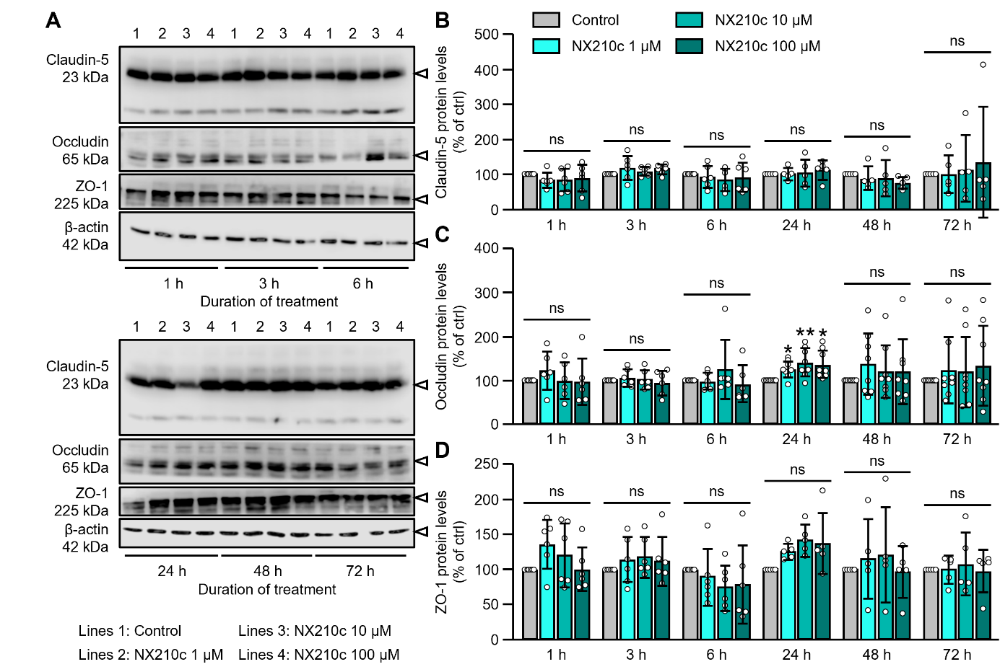 A
1 2 3 4 1 2 3 4 1 2 3 4
Claudin-5
23 kDa
Occludin
65 kDa
ZO-1
225 kDa
β-actin
42 kDa
1 h 3 h 6 h
Duration of treatment
1 2 3 4 1 2 3 4 1 2 3 4
Claudin-5
23 kDa
Occludin
65 kDa
ZO-1
225 kDa
β-actin
42 kDa
24 h 48 h 72 h
Duration of treatment
Lines 1: Control Lines 3: NX210c 10 µM
Lines 2: NX210c 1 µM Lines 4: NX210c 100 µM
B
Control NX210c 10 µM
NX210c 1 µM NX210c 100 µM
Claudin-5 protein levels
(% of ctrl)
500
400
300
200
100
0
ns ns ns ns ns ns
1 h 3 h 6 h 24 h 48 h 72 h
C
Occludin protein levels
(% of ctrl)
400
300
200
100
0
ns ns ns * ** * ns ns
1 h 3 h 6 h 24 h 48 h 72 h
D
ZO-1 protein levels
(% of ctrl)
250
200
150
100
50
0
ns ns ns ns ns ns
1 h 3 h 6 h 24 h 48 h 72 h